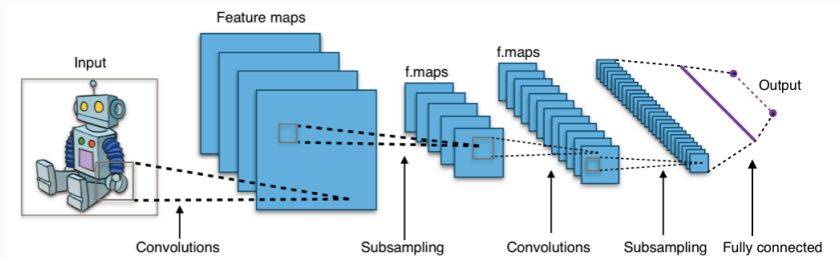 Feature maps
Input
f.maps
f.maps
Output
Convolutions
Subsampling
Convolutions
Subsampling
Fully connected